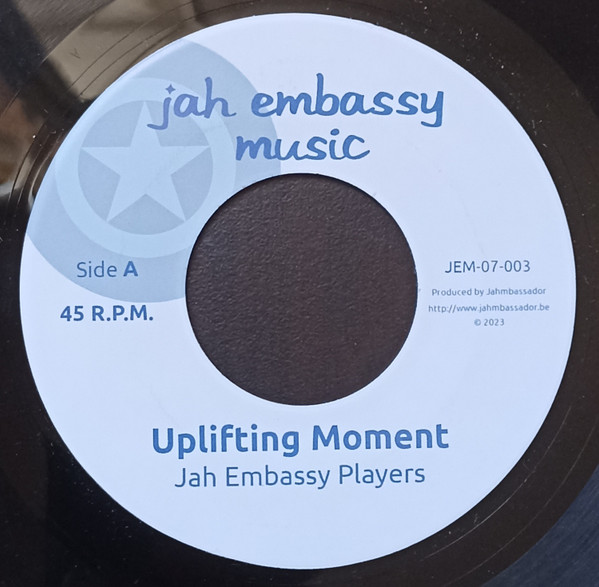 jah embassy
music
Side A
45 R.P.M.
JEM-07-003
Produced by Jahmbassador
http://www.jahmbassador.be
© 2023
Uplifting Moment
Jah Embassy Players